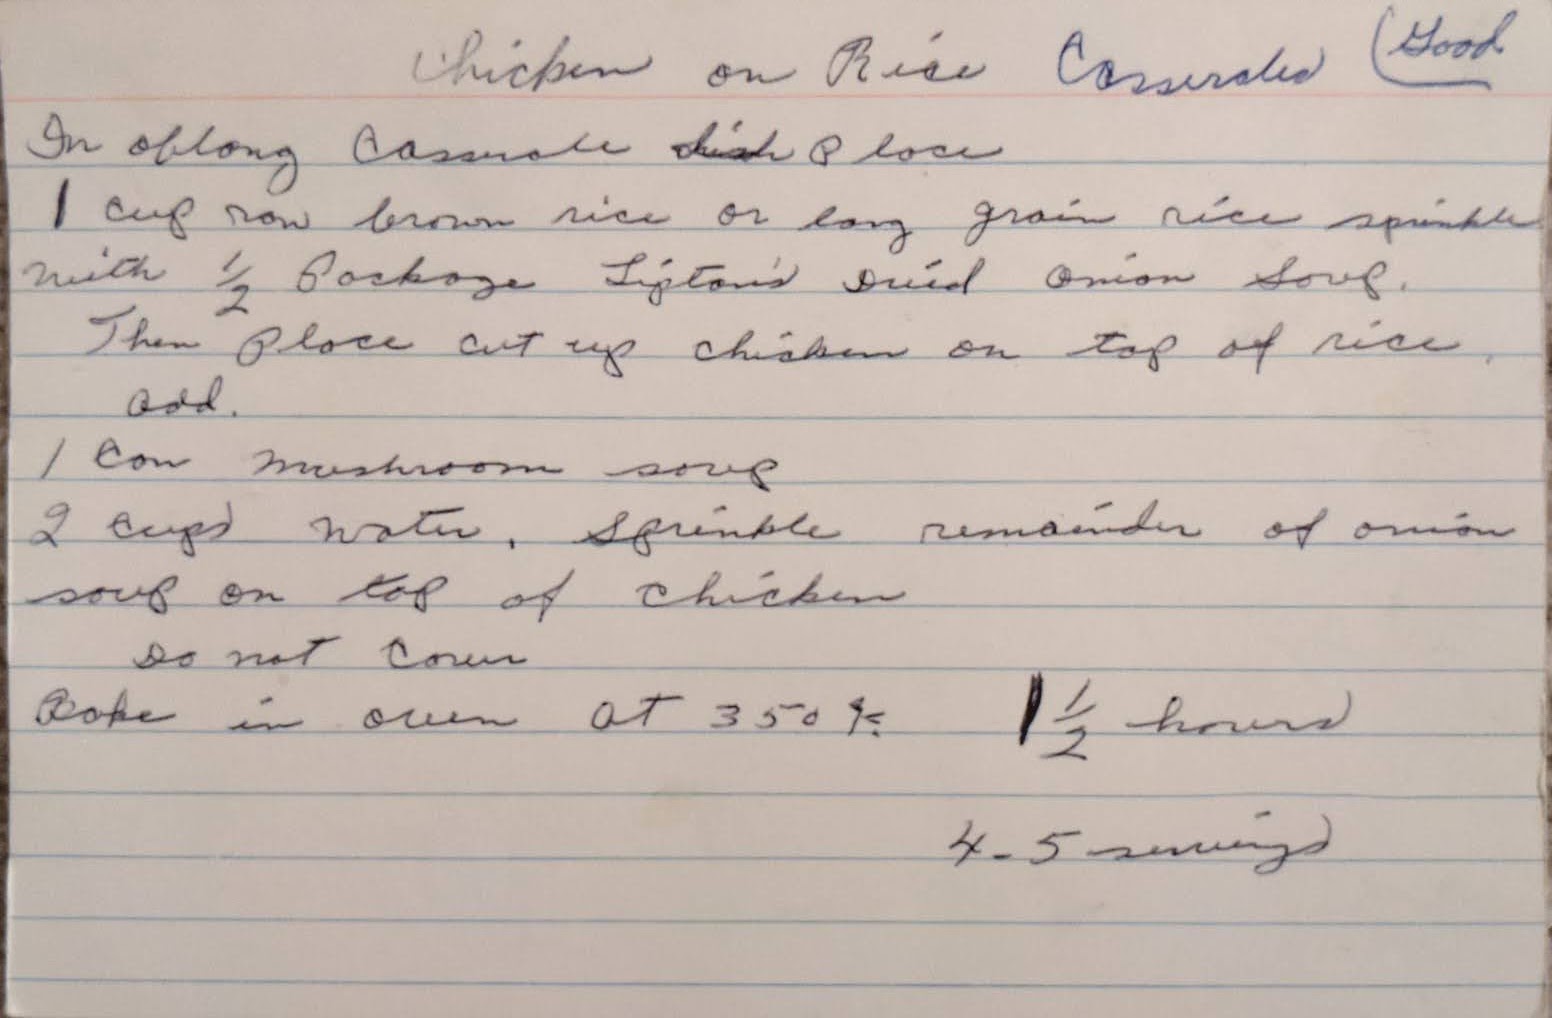 Chicken on Rice Casseroles (Good
In oblong Casserole dish Place
1 cup raw brown rice or long grain rice sprinkle
with 1/2 Package Lipton's Dried Onion Soup.
Then Place cut up chicken on top of rice.
add.
1 Can mushroom soup
2 Cups Water. Sprinkle remainder of onion
soup on top of chicken
Do not Cover
Bake in oven at 350 1 1/2 hours
4-5 servings